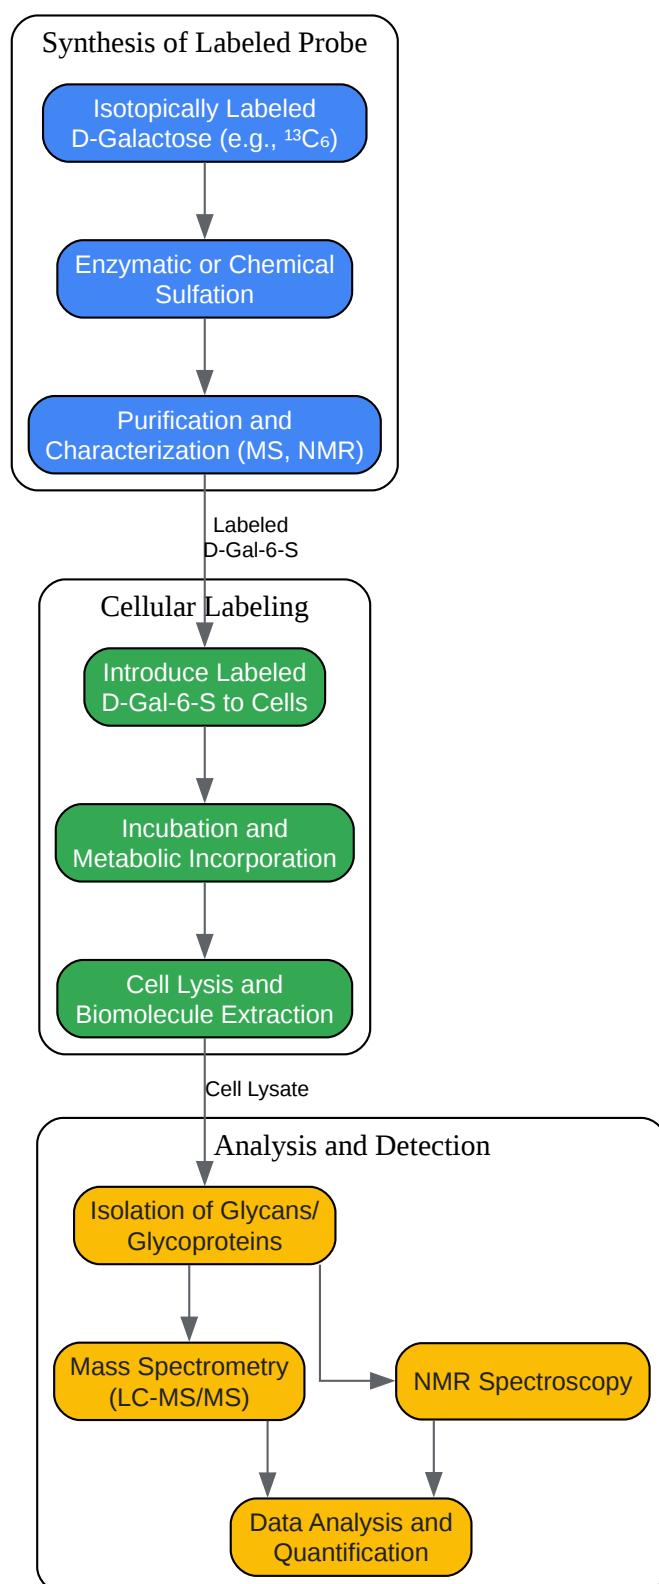 Synthesis of Labeled Probe
Isotopically Labeled
D-Galactose (e.g., ¹³C₆)
Enzymatic or Chemical
Sulfation
Purification and
Characterization (MS, NMR)
Labeled
D-Gal-6-S
Cellular Labeling
Introduce Labeled
D-Gal-6-S to Cells
Incubation and
Metabolic Incorporation
Cell Lysis and
Biomolecule Extraction
Cell Lysate
Analysis and Detection
Isolation of Glycans/
Glycoproteins
Mass Spectrometry
(LC-MS/MS)
NMR Spectroscopy
Data Analysis and
Quantification